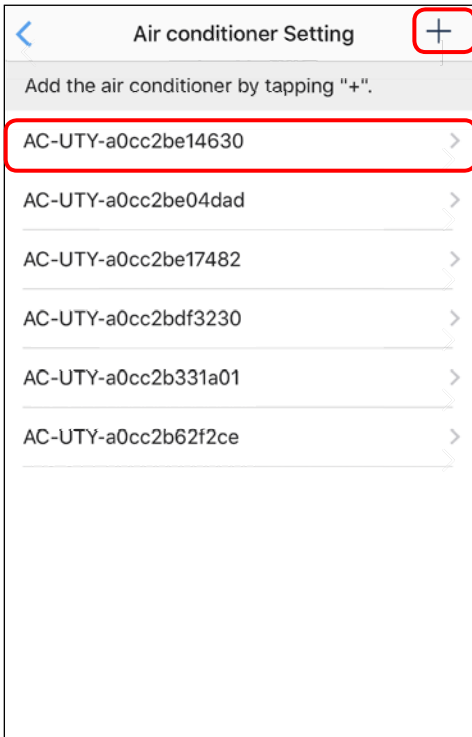 Air conditioner Setting
Add the air conditioner by tapping "+".
AC-UTY-a0cc2be14630
AC-UTY-a0cc2be04dad
AC-UTY-a0cc2be17482
AC-UTY-a0cc2bdf3230
AC-UTY-a0cc2b331a01
AC-UTY-a0cc2b62f2ce